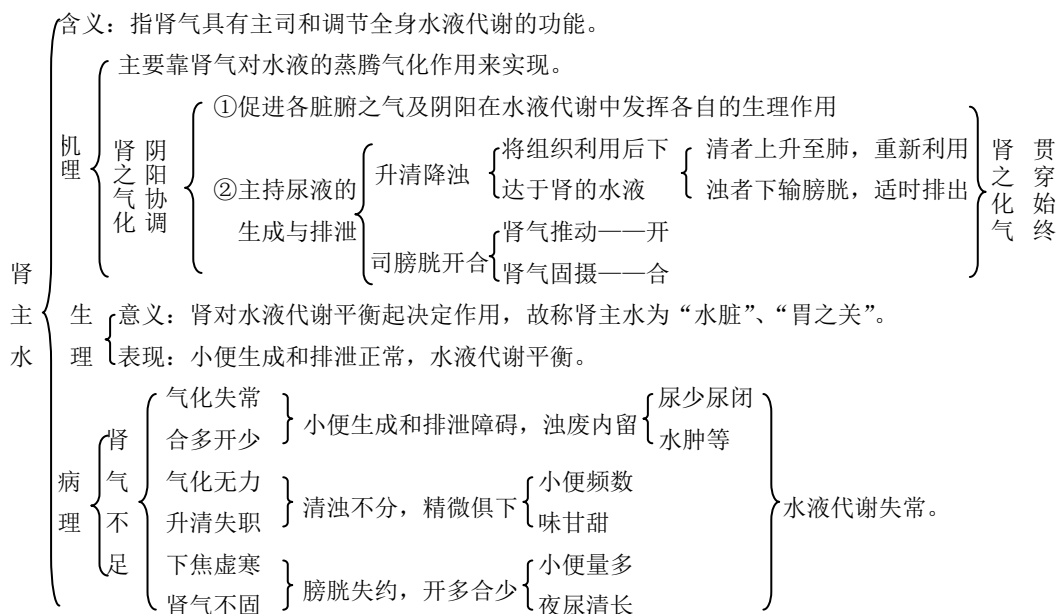 肾主水
含义：指肾气具有主司和调节全身水液代谢的功能。
机理
主要靠肾气对水液的蒸腾气化作用来实现。
肾之气化
阴阳协调
①促进各脏腑之气及阴阳在水液代谢中发挥各自的生理作用
②主持尿液的
生成与排泄
升清降浊
将组织利用后下
达于肾的水液
清者上升至肺，重新利用
浊者下输膀胱，适时排出
司膀胱开合
肾气推动——开
肾气固摄——合
肾之化气
贯穿始终
生理
意义：肾对水液代谢平衡起决定作用，故称肾主水为“水脏”、“胃之关”。
表现：小便生成和排泄正常，水液代谢平衡。
病理
肾气不足
气化失常
合多开少
小便生成和排泄障碍，浊废内留
尿少尿闭
水肿等
气化无力
升清失职
清浊不分，精微俱下
小便频数
味甘甜
下焦虚寒
肾气不固
膀胱失约，开多合少
小便量多
夜尿清长
水液代谢失常。